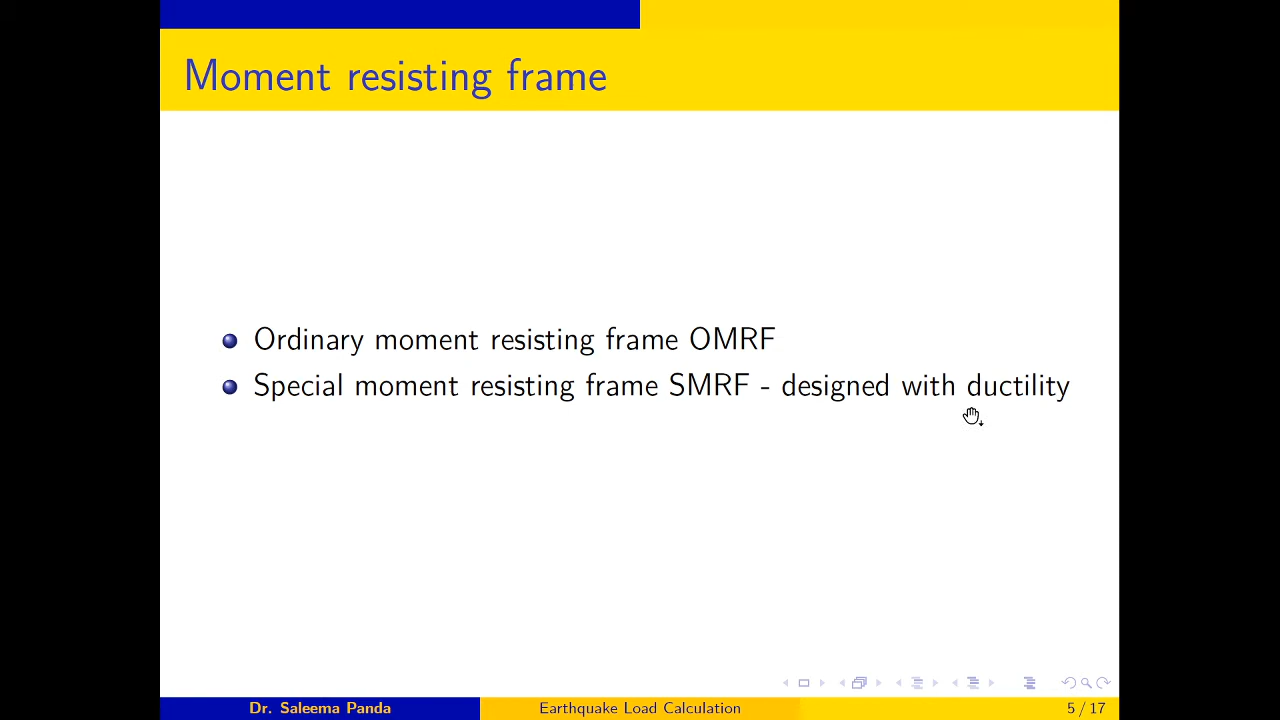 Moment resisting frame
Ordinary moment resisting frame OMRF
Special moment resisting frame SMRF - designed with ductility
Dr. Saleema Panda
Earthquake Load Calculation
5 / 17